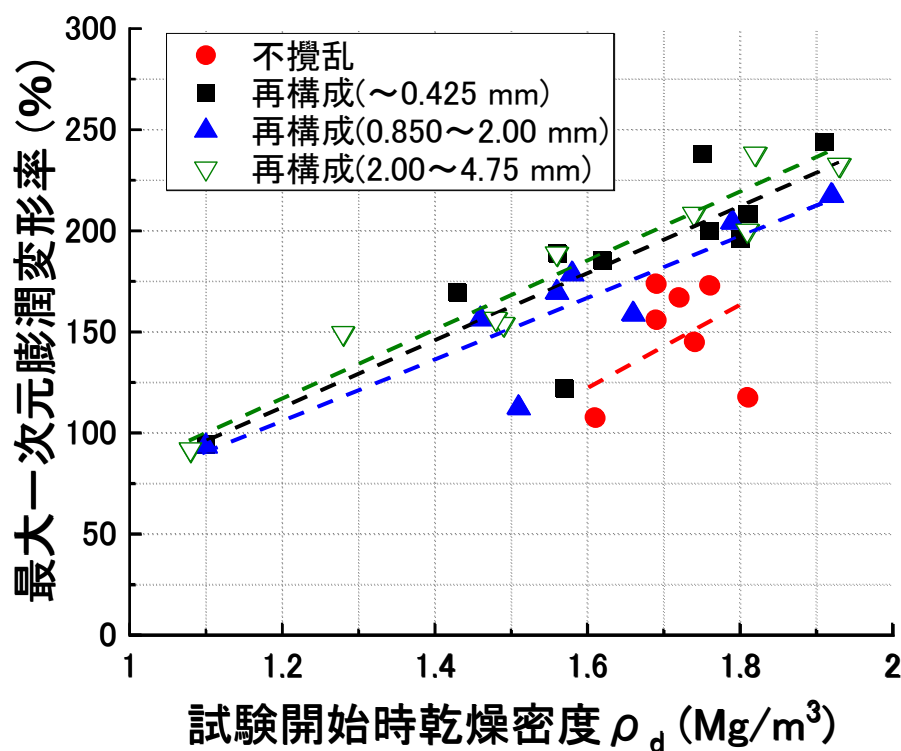 300
250
200
150
100
50
0
最大一次元膨潤変形率 (%)
不攪乱
再構成(～0.425 mm)
再構成(0.850～2.00 mm)
再構成(2.00～4.75 mm)
1 1.2 1.4 1.6 1.8 2
試験開始時乾燥密度ρd (Mg/m³)